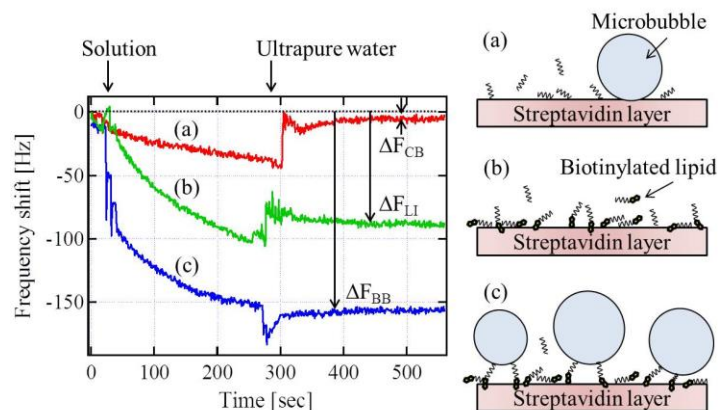 Solution
Ultrapure water
0
-50
-100
-150
Frequency shift [Hz]
(a)
(b)
(c)
ΔF_CB
ΔF_LI
ΔF_BB
0
100
200
300
400
500
Time [sec]
(a)
Microbubble
Streptavidin layer
(b)
Biotinylated lipid
Streptavidin layer
(c)
Streptavidin layer